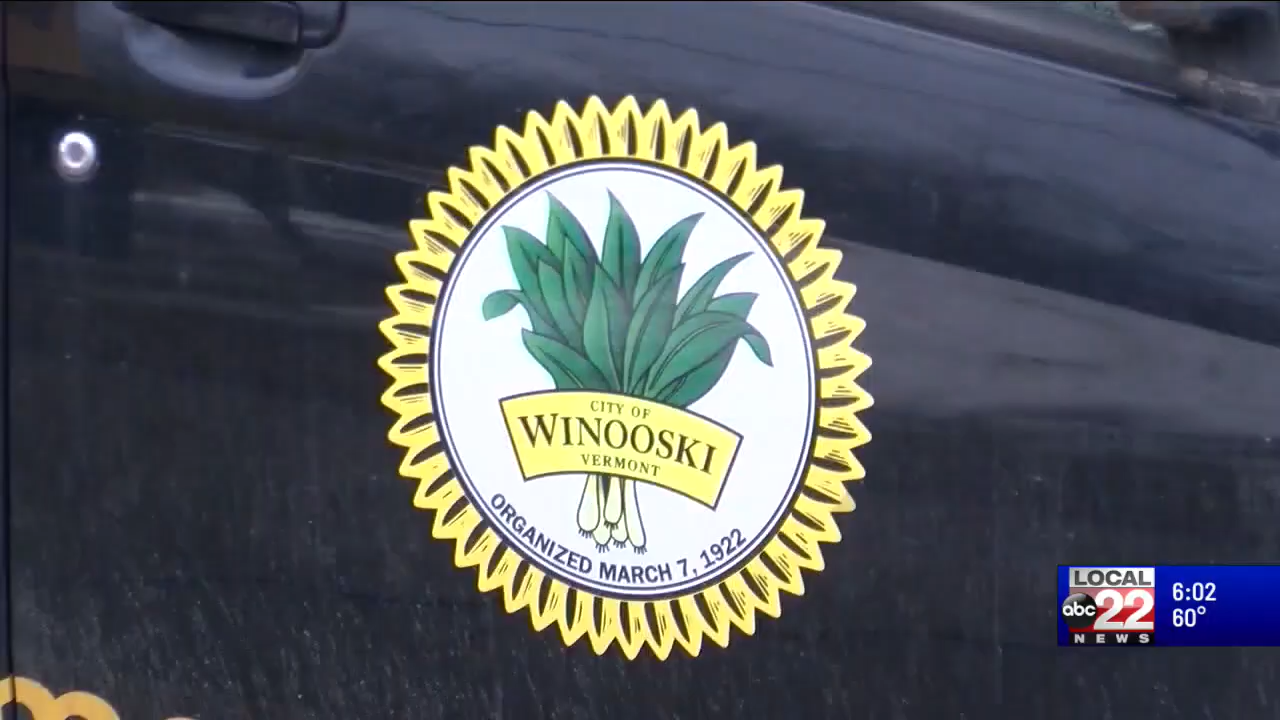 CITY OF
WINOOSKI
VERMONT
ORGANIZED MARCH 7, 1922
LOCAL
abc 22
NEWS
6:02
60°